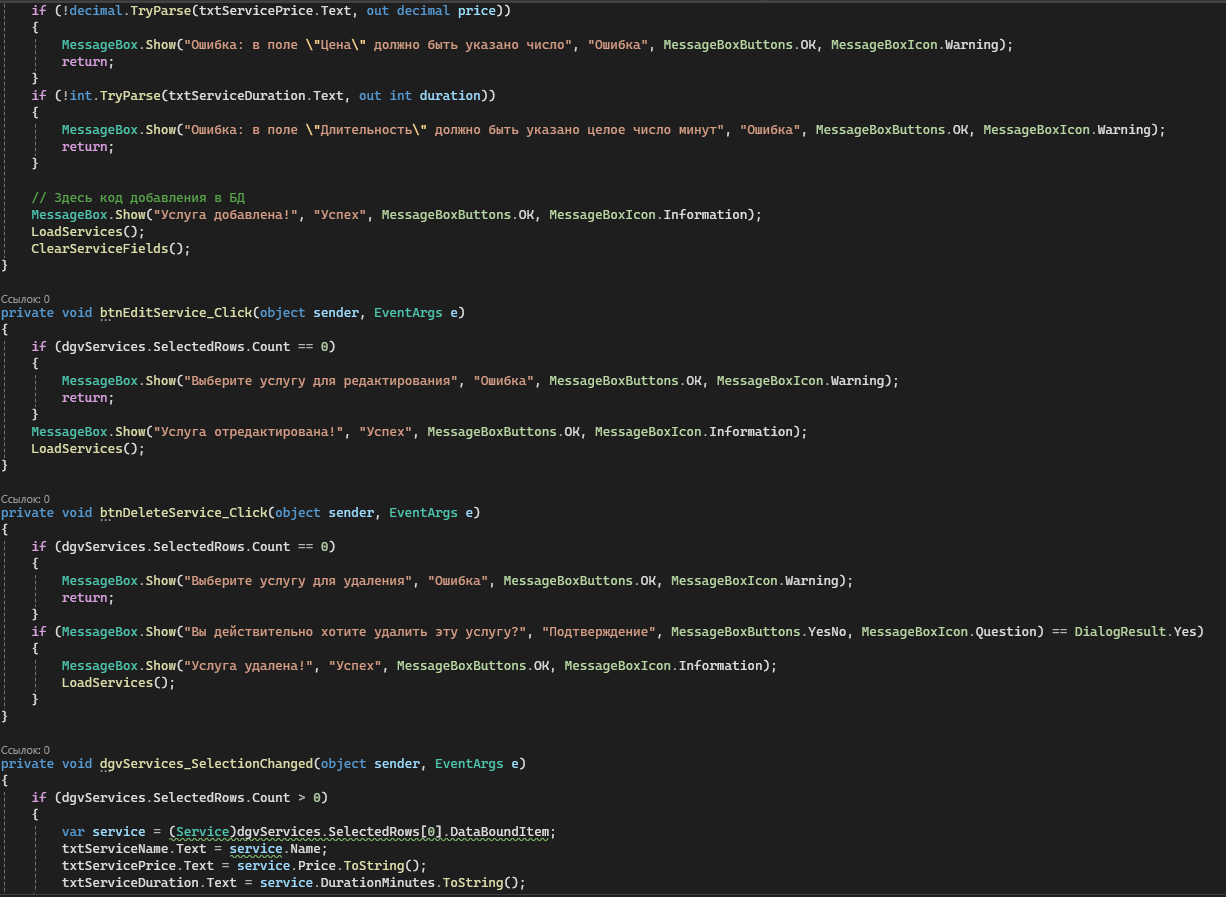 if (!decimal.TryParse(txtServicePrice.Text, out decimal price))
{
MessageBox.Show("Ошибка: в поле \"Цена\" должно быть указано число", "Ошибка", MessageBoxButtons.OK, MessageBoxIcon.Warning);
return;
}
if (!int.TryParse(txtServiceDuration.Text, out int duration))
{
MessageBox.Show("Ошибка: в поле \"Длительность\" должно быть указано целое число минут", "Ошибка", MessageBoxButtons.OK, MessageBoxIcon.Warning);
return;
}
// Здесь код добавления в БД
MessageBox.Show("Услуга добавлена!", "Успех", MessageBoxButtons.OK, MessageBoxIcon.Information);
LoadServices();
ClearServiceFields();
}
Ссылок: 0
private void btnEditService_Click(object sender, EventArgs e)
{
if (dgvServices.SelectedRows.Count == 0)
{
MessageBox.Show("Выберите услугу для редактирования", "Ошибка", MessageBoxButtons.OK, MessageBoxIcon.Warning);
return;
}
MessageBox.Show("Услуга отредактирована!", "Успех", MessageBoxButtons.OK, MessageBoxIcon.Information);
LoadServices();
}
Ссылок: 0
private void btnDeleteService_Click(object sender, EventArgs e)
{
if (dgvServices.SelectedRows.Count == 0)
{
MessageBox.Show("Выберите услугу для удаления", "Ошибка", MessageBoxButtons.OK, MessageBoxIcon.Warning);
return;
}
if (MessageBox.Show("Вы действительно хотите удалить эту услугу?", "Подтверждение", MessageBoxButtons.YesNo, MessageBoxIcon.Question) == DialogResult.Yes)
{
MessageBox.Show("Услуга удалена!", "Успех", MessageBoxButtons.OK, MessageBoxIcon.Information);
LoadServices();
}
}
Ссылок: 0
private void dgvServices_SelectionChanged(object sender, EventArgs e)
{
if (dgvServices.SelectedRows.Count > 0)
{
var service = (Service)dgvServices.SelectedRows[0].DataBoundItem;
txtServiceName.Text = service.Name;
txtServicePrice.Text = service.Price.ToString();
txtServiceDuration.Text = service.DurationMinutes.ToString();